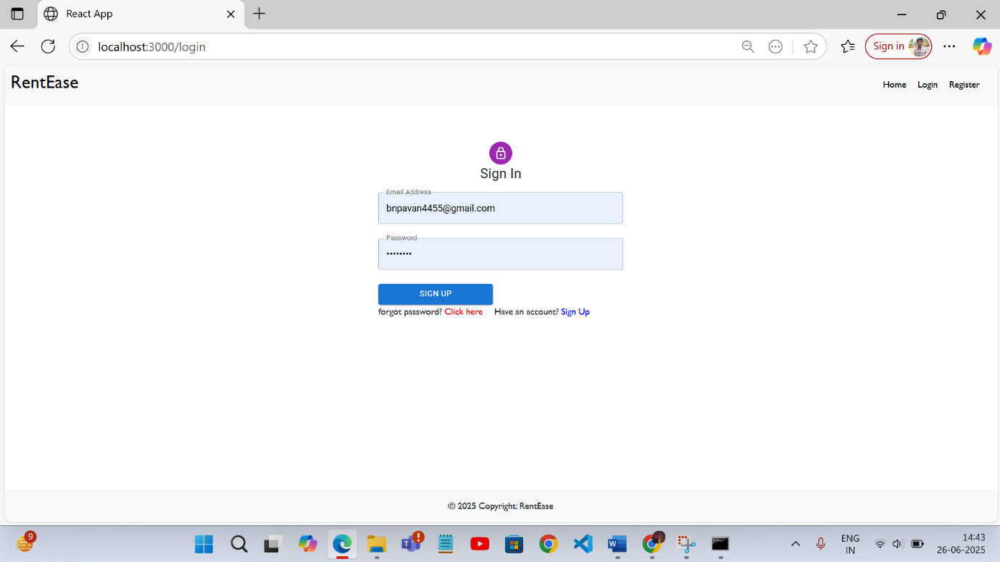 React App
localhost:3000/login
Sign in
RentEase
Home Login Register
Sign In
Email Address
bnpavan4455@gmail.com
Password
••••••••
SIGN UP
forgot password? Click here Have an account? Sign Up
© 2025 Copyright: RentEase
9
ENG
IN
14:43
26-06-2025